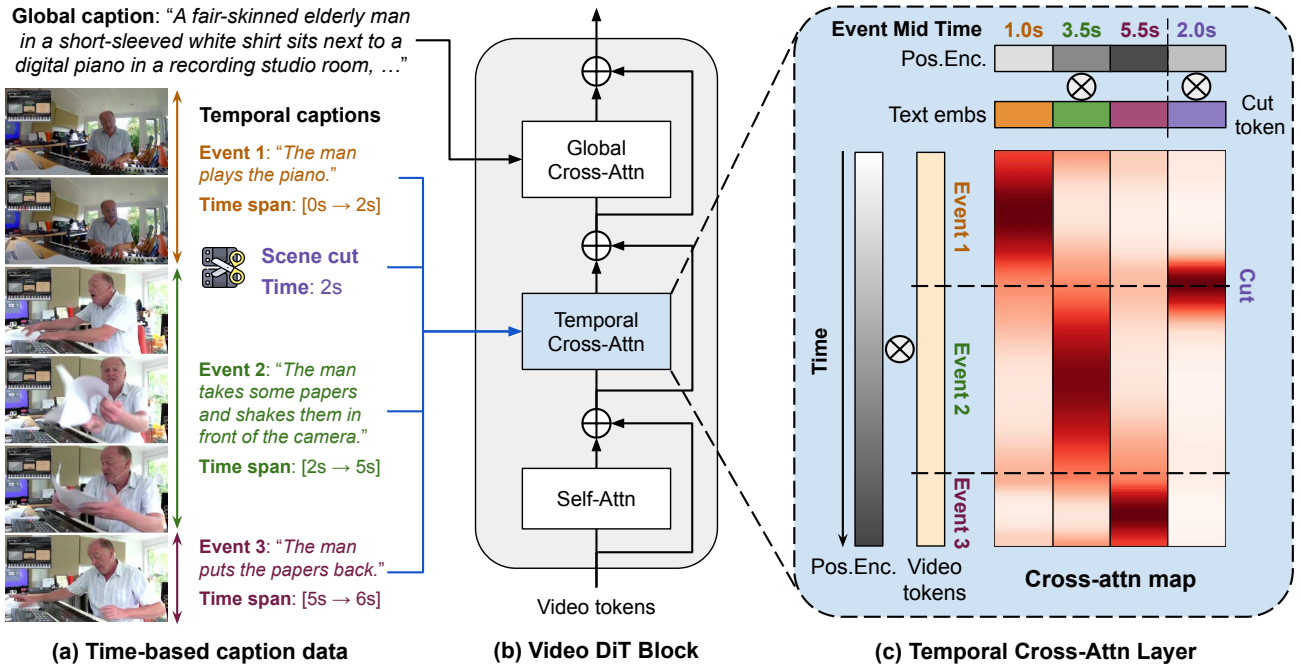 Global caption: “A fair-skinned elderly man
in a short-sleeved white shirt sits next to a
digital piano in a recording studio room, …”
Temporal captions
Event 1: “The man
plays the piano.”
Time span: [0s → 2s]
Scene cut
Time: 2s
Event 2: “The man
takes some papers
and shakes them in
front of the camera.”
Time span: [2s → 5s]
Event 3: “The man
puts the papers back.”
Time span: [5s → 6s]
(a) Time-based caption data
Global
Cross-Attn
Temporal
Cross-Attn
Self-Attn
Video tokens
(b) Video DiT Block
Event Mid Time
1.0s
3.5s
5.5s
2.0s
Pos.Enc.
Text embs
Cut
token
Time
Event 1
Event 2
Event 3
Cut
Pos.Enc.
Video
tokens
Cross-attn map
(c) Temporal Cross-Attn Layer